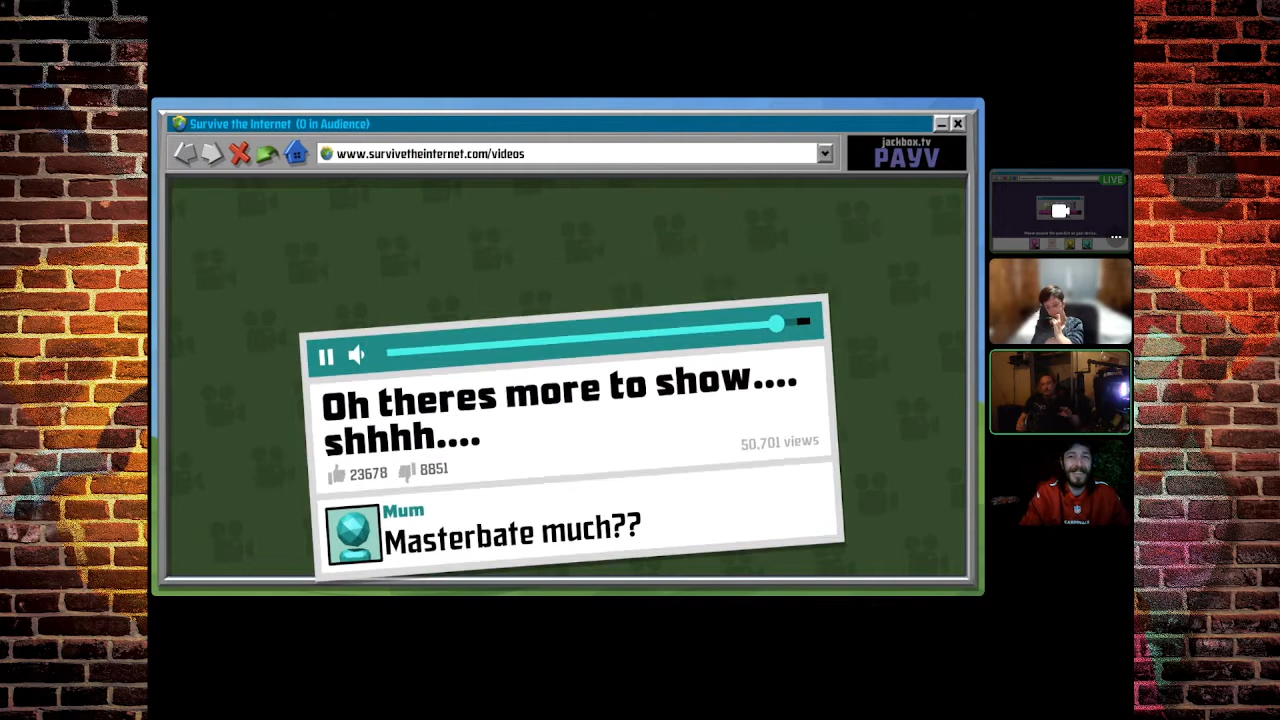 Survive the Internet (0 in Audience)
www.survivetheinternet.com/videos
jackbox.tv
PAYV
LIVE
Oh theres more to show....
shhhh....
50,701 views
23678 8851
Mum
Masterbate much??
CARDINALS